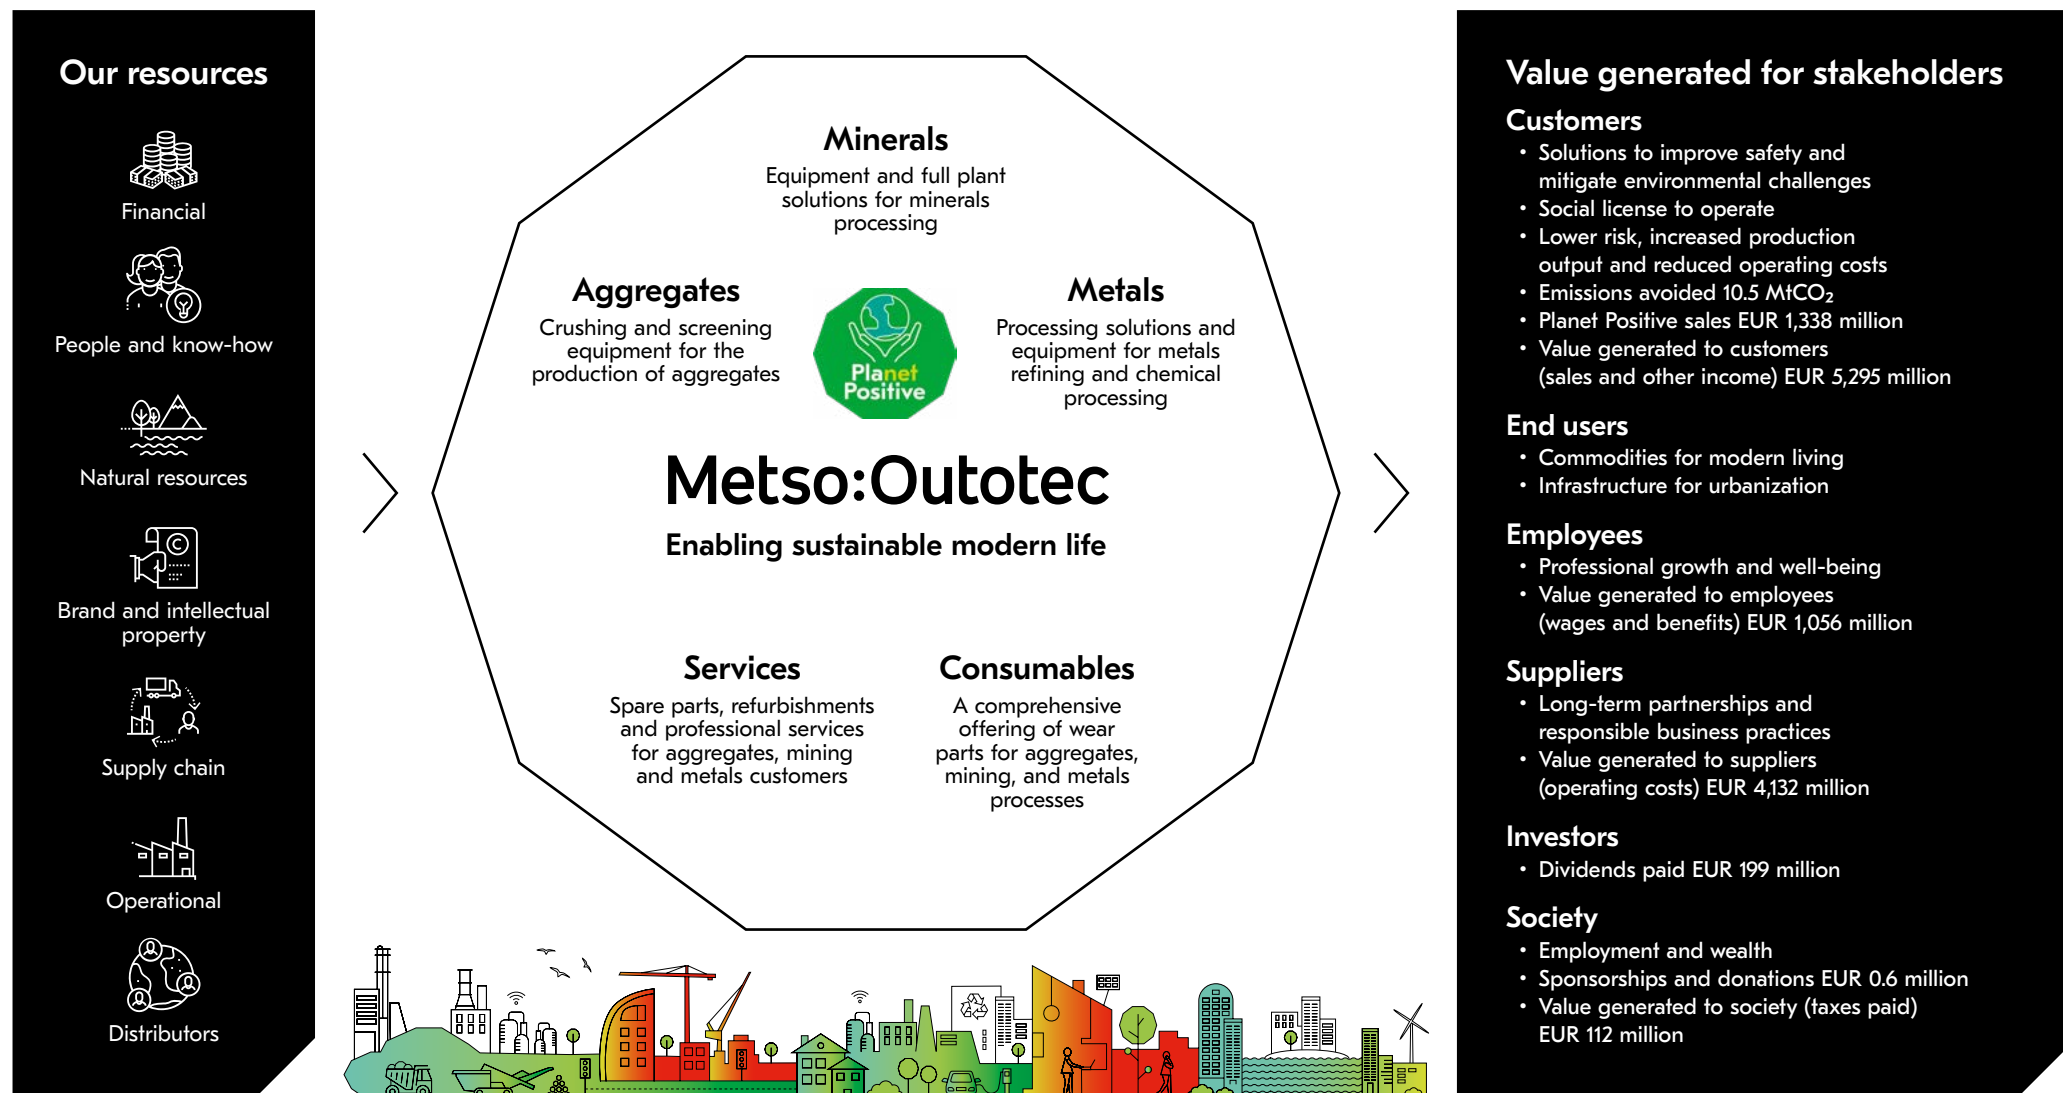 Our resources
Financial
People and know-how
Natural resources
Brand and intellectual
property
Supply chain
Operational
Distributors
Minerals
Equipment and full plant
solutions for minerals
processing
Aggregates
Crushing and screening
equipment for the
production of aggregates
Planet
Positive
Metals
Processing solutions and
equipment for metals
refining and chemical
processing
Metso:Outotec
Enabling sustainable modern life
Services
Spare parts, refurbishments
and professional services
for aggregates, mining
and metals customers
Consumables
A comprehensive
offering of wear
parts for aggregates,
mining, and metals
processes
Value generated for stakeholders
Customers
• Solutions to improve safety and
mitigate environmental challenges
• Social license to operate
• Lower risk, increased production
output and reduced operating costs
• Emissions avoided 10.5 MtCO₂
• Planet Positive sales EUR 1,338 million
• Value generated to customers
(sales and other income) EUR 5,295 million
End users
• Commodities for modern living
• Infrastructure for urbanization
Employees
• Professional growth and well-being
• Value generated to employees
(wages and benefits) EUR 1,056 million
Suppliers
• Long-term partnerships and
responsible business practices
• Value generated to suppliers
(operating costs) EUR 4,132 million
Investors
• Dividends paid EUR 199 million
Society
• Employment and wealth
• Sponsorships and donations EUR 0.6 million
• Value generated to society (taxes paid)
EUR 112 million